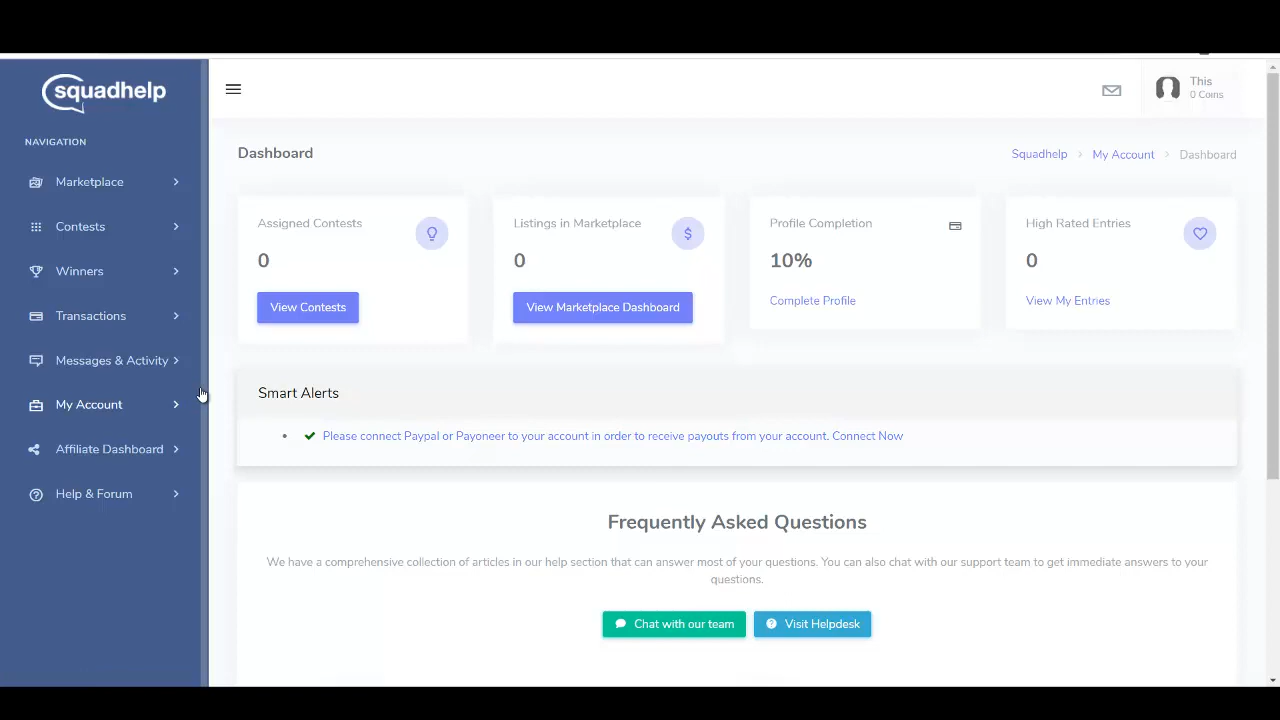 squadhelp
NAVIGATION
Marketplace
Contests
Winners
Transactions
Messages & Activity
My Account
Affiliate Dashboard
Help & Forum
This
0 Coins
Dashboard
Squadhelp > My Account > Dashboard
Assigned Contests
0
View Contests
Listings in Marketplace
$
0
View Marketplace Dashboard
Profile Completion
10%
Complete Profile
High Rated Entries
0
View My Entries
Smart Alerts
Please connect Paypal or Payoneer to your account in order to receive payouts from your account. Connect Now
Frequently Asked Questions
We have a comprehensive collection of articles in our help section that can answer most of your questions. You can also chat with our support team to get immediate answers to your
questions.
Chat with our team
Visit Helpdesk